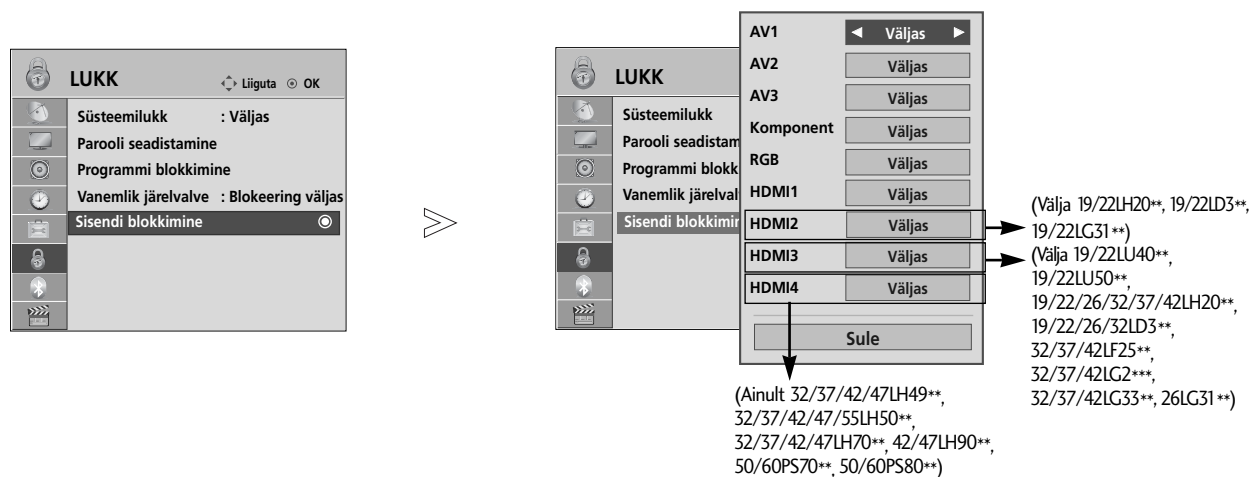 LUKK
Liiguta
OK
Süsteemilukk : Väljas
Parooli seadistamine
Programmi blokkimine
Vanemlik järelvalve : Blokeering väljas
Sisendi blokkimine
LUKK
Süsteemilukk
Parooli seadistam
Programmi blokk
Vanemlik järelval
Sisendi blokkimin
AV1 ◄ Väljas ►
AV2 Väljas
AV3 Väljas
Komponent Väljas
RGB Väljas
HDMI1 Väljas
HDMI2 Väljas
HDMI3 Väljas
HDMI4 Väljas
Sule
(Välja 19/22LH20**, 19/22LD3**,
19/22LG31**)
(Välja 19/22LU40**,
19/22LU50**,
19/22/26/32/37/42LH20**,
19/22/26/32LD3**,
32/37/42LF25**,
32/37/42LG2***,
32/37/42LG33**, 26LG31**)
(Ainult 32/37/42/47LH49**,
32/37/42/47/55LH50**,
32/37/42/47LH70**, 42/47LH90**,
50/60PS70**, 50/60PS80**)